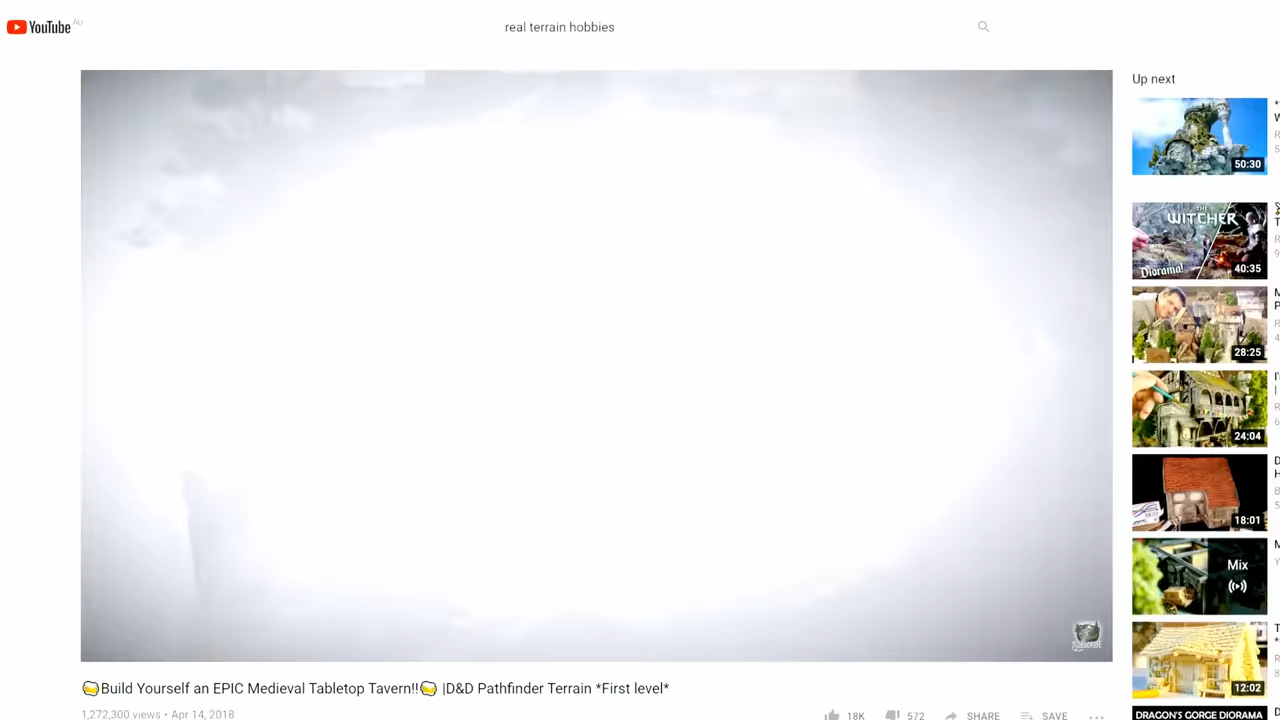 YouTube AU
real terrain hobbies
Up next
50:30
THE
WITCHER
Diorama!
40:35
28:25
24:04
18:01
Mix
12:02
DRAGON'S GORGE DIORAMA
Build Yourself an EPIC Medieval Tabletop Tavern!! |D&D Pathfinder Terrain *First level*
1,272,300 views • Apr 14, 2018
18K
572
SHARE
SAVE